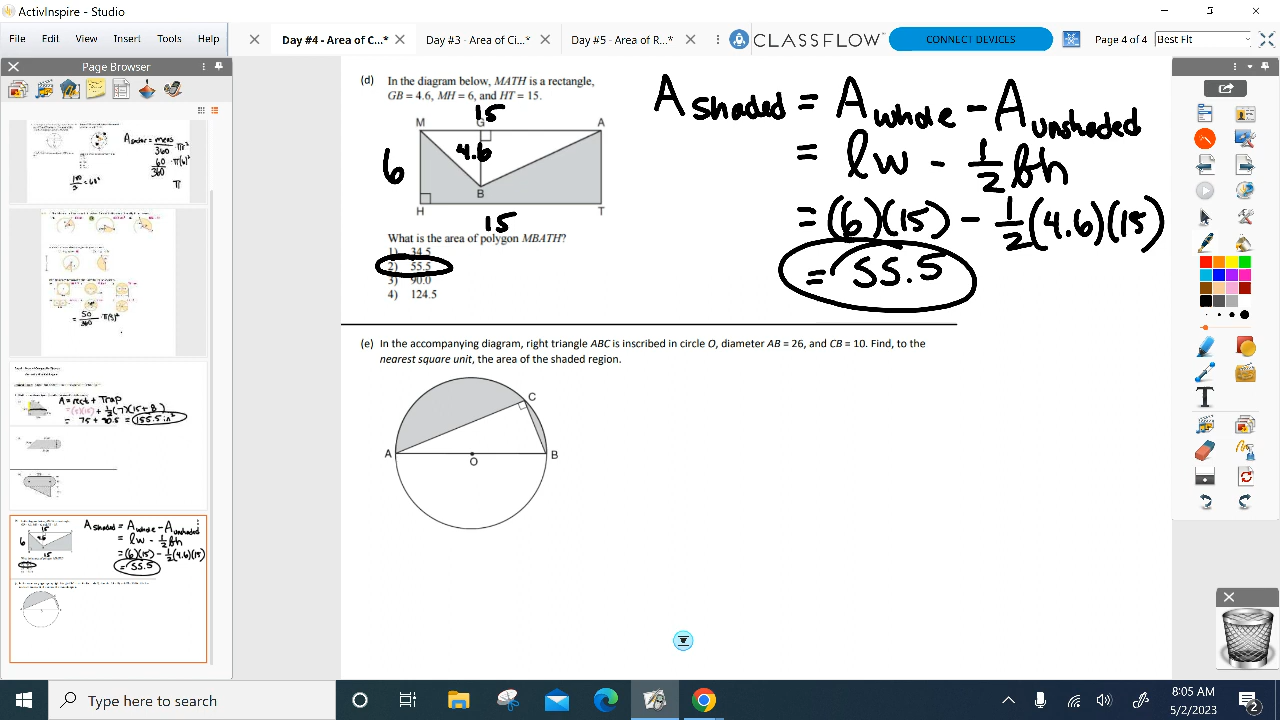 ActivInspire - Studio
File Edit View Insert Tools Help
Day #4 - Area of C...*
Day #3 - Area of Ci...*
Day #5 - Area of R...*
CLASSFLOW
CONNECT DEVICES
Page 4 of 4
Best Fit
Page Browser
(d) In the diagram below, MATH is a rectangle,
GB = 4.6, MH = 6, and HT = 15.
15
M G A
4.6
6
B
H T
15
What is the area of polygon MBATH?
1) 34.5
2) 55.5
3) 90.0
4) 124.5
A shaded = A whole - A unshaded
= lw - 1/2 bh
= (6)(15) - 1/2 (4.6)(15)
= 55.5
(e) In the accompanying diagram, right triangle ABC is inscribed in circle O, diameter AB = 26, and CB = 10. Find, to the
nearest square unit, the area of the shaded region.
C
A B
O
T
Type here to search
8:05 AM
5/2/2023
2